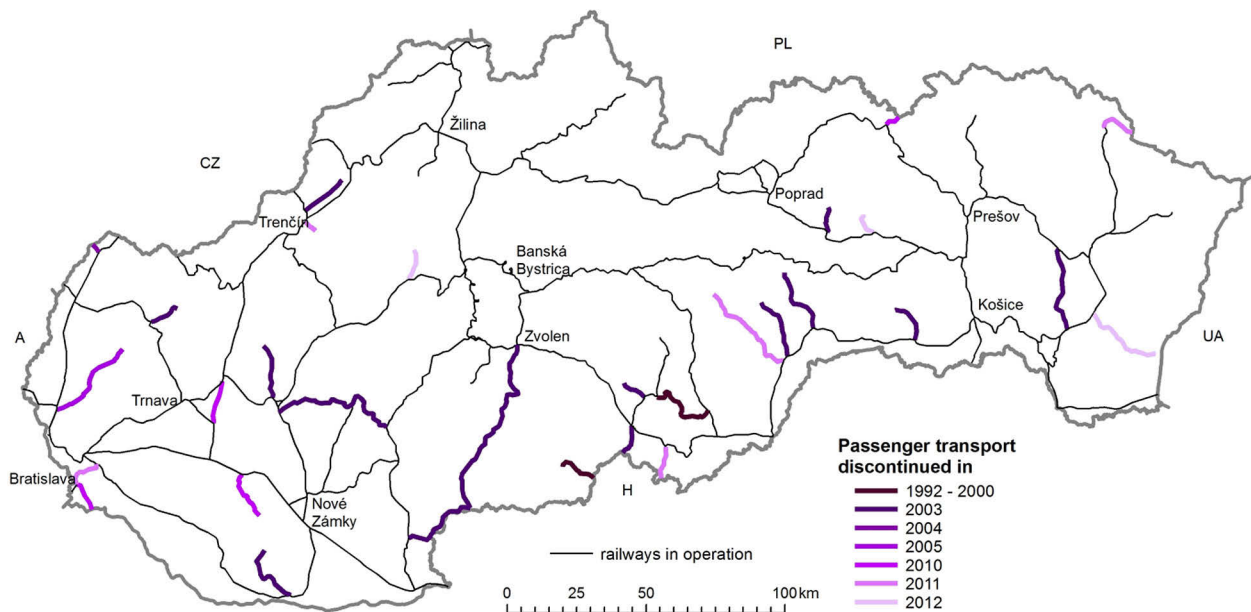 PL
Žilina
CZ
Poprad
Trenčín
Prešov
Banská
Bystrica
Košice
A
Zvolen
UA
Trnava
Bratislava
Nové
Zámky
H
Passenger transport
discontinued in
1992 - 2000
2003
2004
2005
2010
2011
2012
railways in operation
0 25 50 100 km